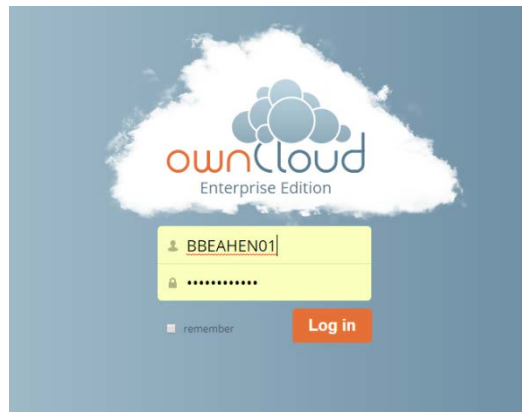 ownCloud
Enterprise Edition
BBEAHEN01
••••••••••••
remember
Log in